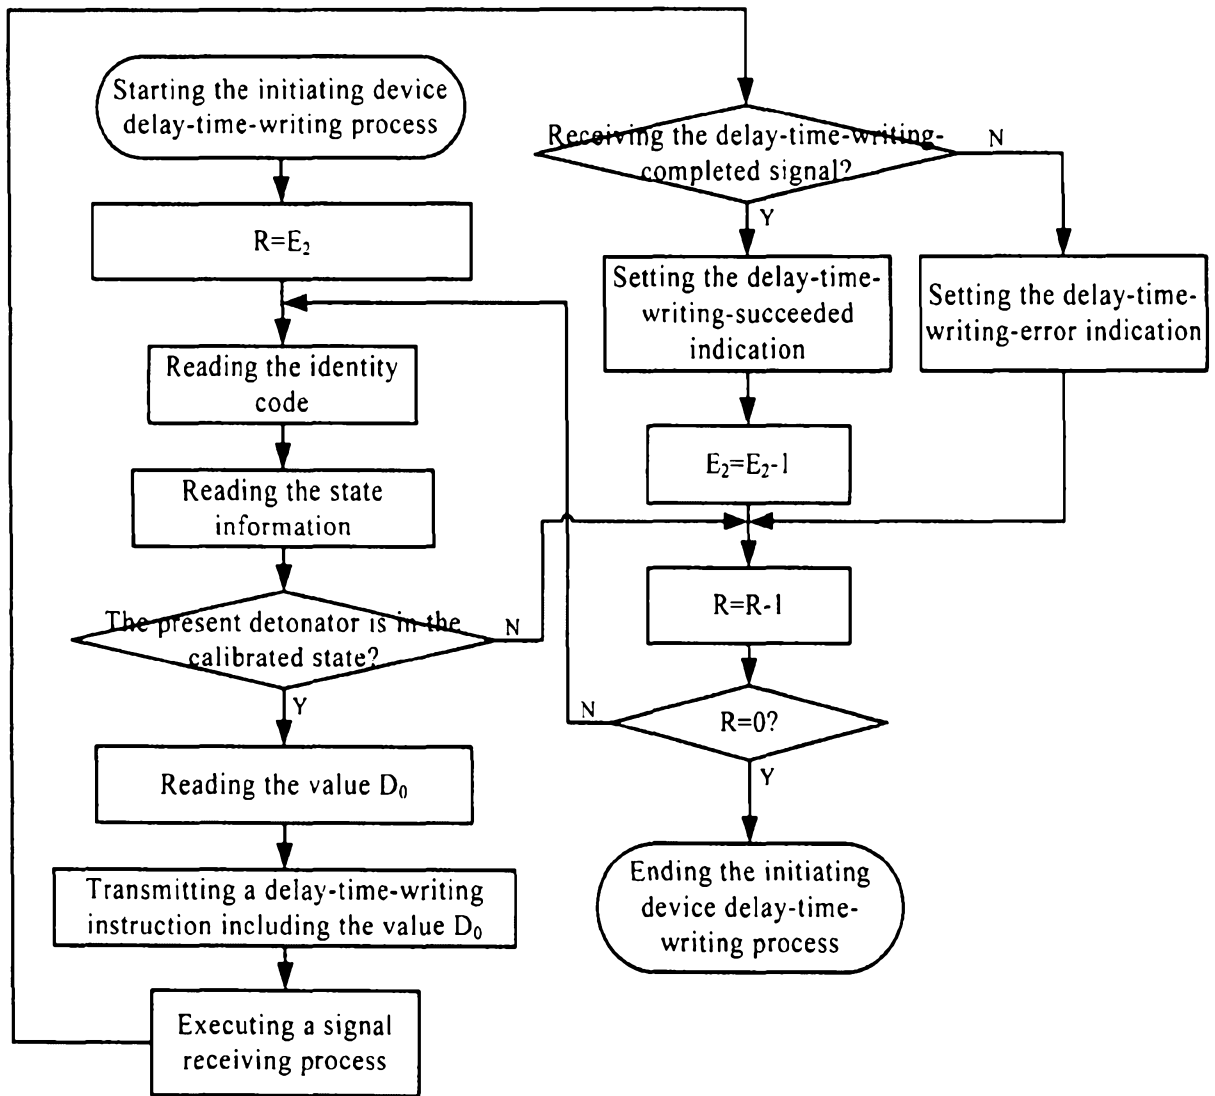 Starting the initiating device
delay-time-writing process
R=E₂
Reading the identity
code
Reading the state
information
The present detonator is in the
calibrated state?
N
Y
Reading the value D₀
Transmitting a delay-time-writing
instruction including the value D₀
Executing a signal
receiving process
Receiving the delay-time-writing-
completed signal?
N
Y
Setting the delay-time-
writing-succeeded
indication
Setting the delay-time-
writing-error indication
E₂=E₂-1
R=R-1
R=0?
N
Y
Ending the initiating
device delay-time-
writing process